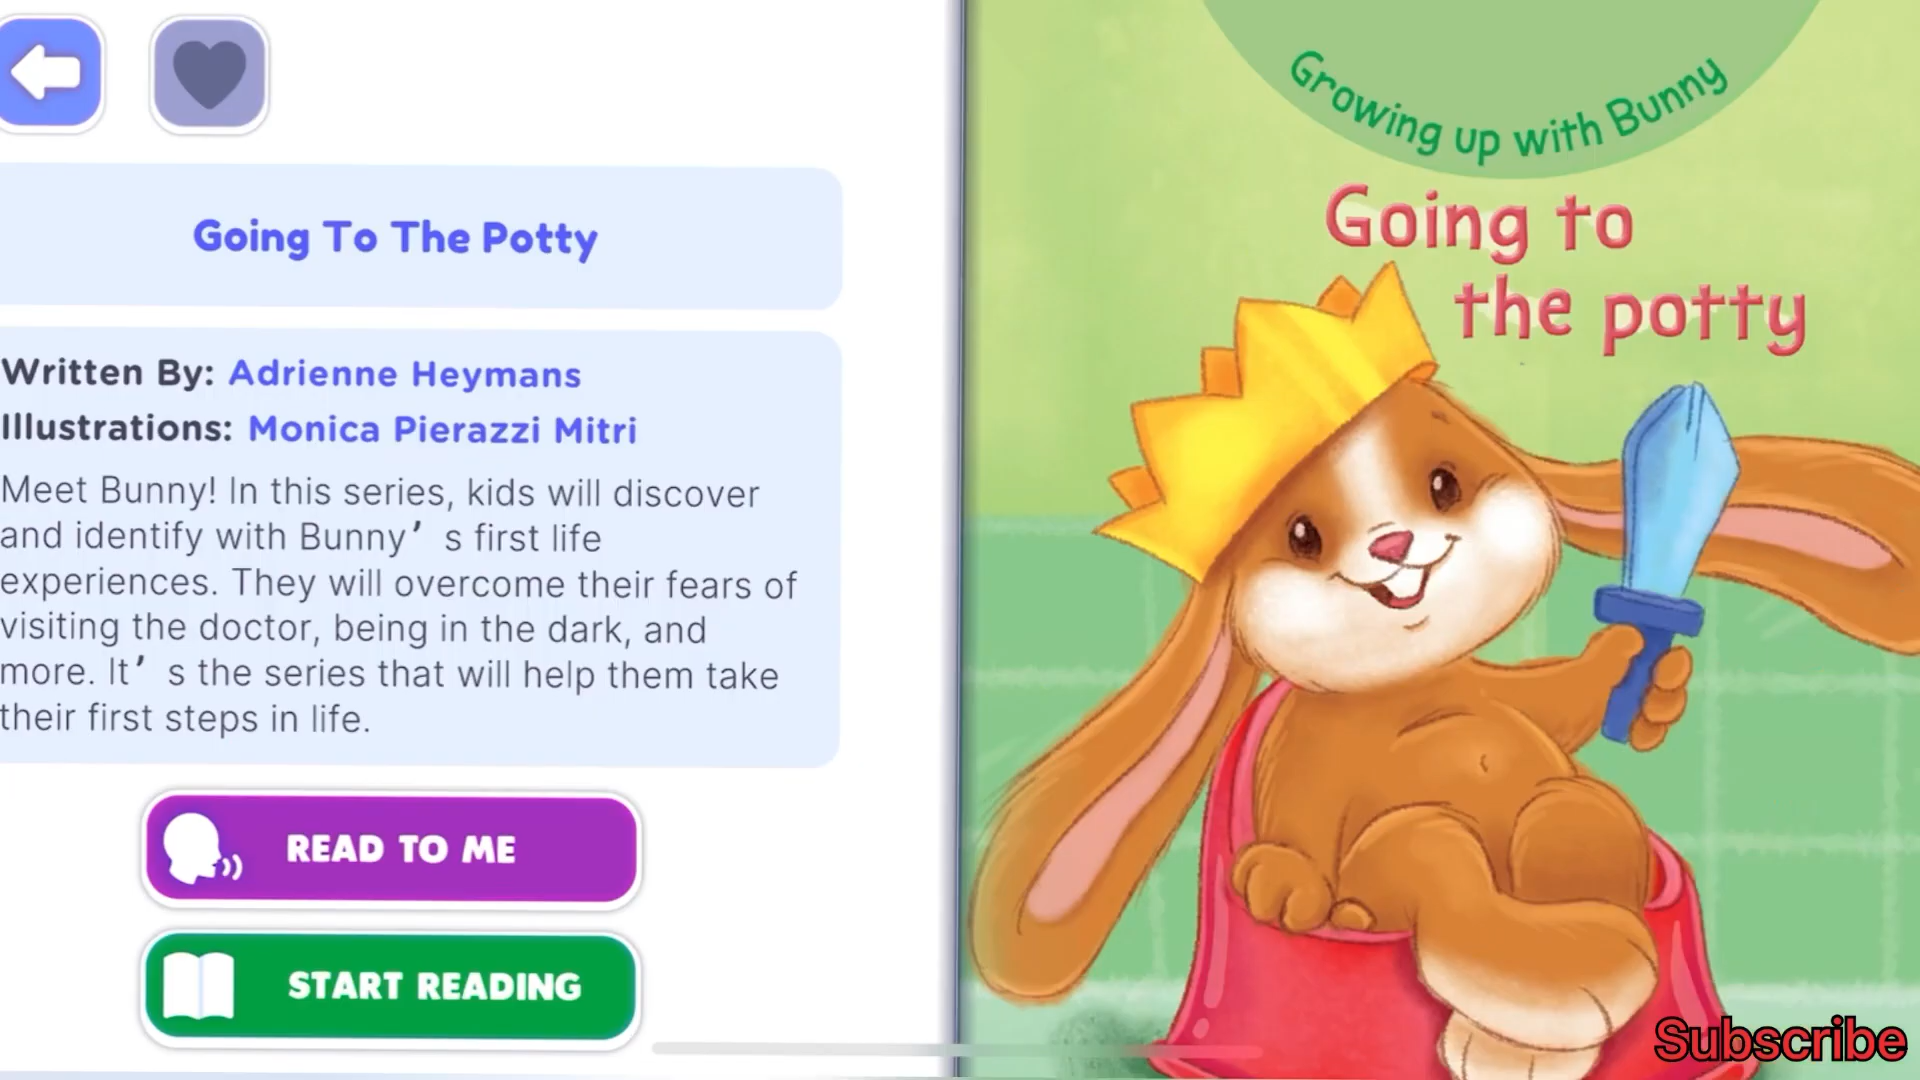 Going To The Potty
Written By: Adrienne Heymans
Illustrations: Monica Pierazzi Mitri
Meet Bunny! In this series, kids will discover
and identify with Bunny’ s first life
experiences. They will overcome their fears of
visiting the doctor, being in the dark, and
more. It’ s the series that will help them take
their first steps in life.
READ TO ME
START READING
Growing up with Bunny
Going to
the potty
Subscribe